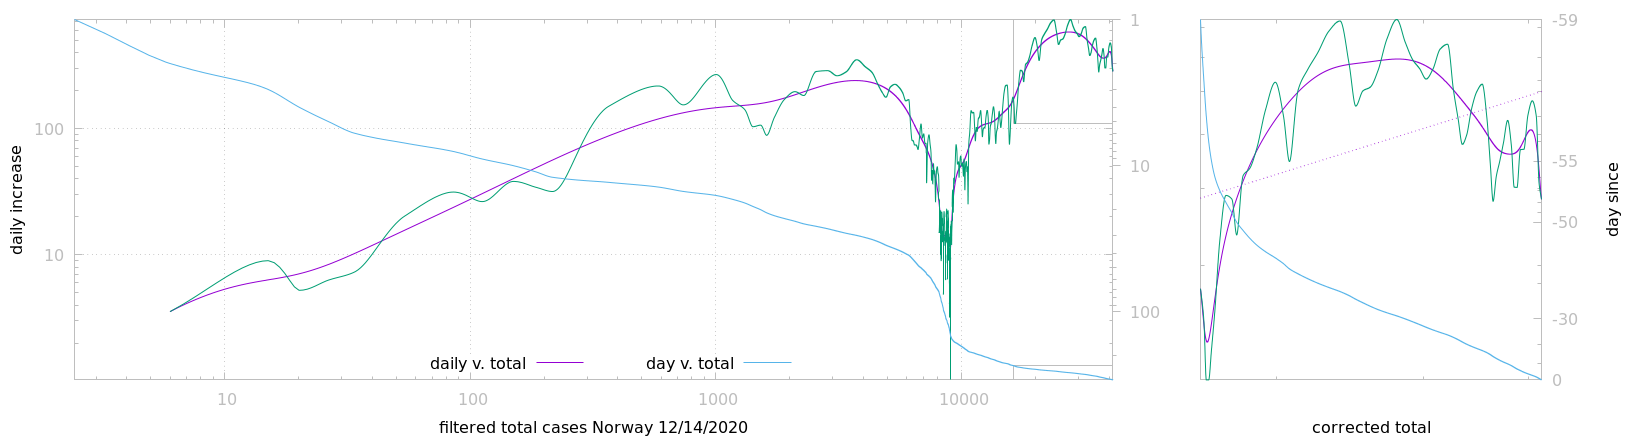 daily increase
100
10
10
100
1000
10000
1
10
100
daily v. total
day v. total
filtered total cases Norway 12/14/2020
-59
-55
-50
-30
0
day since
corrected total